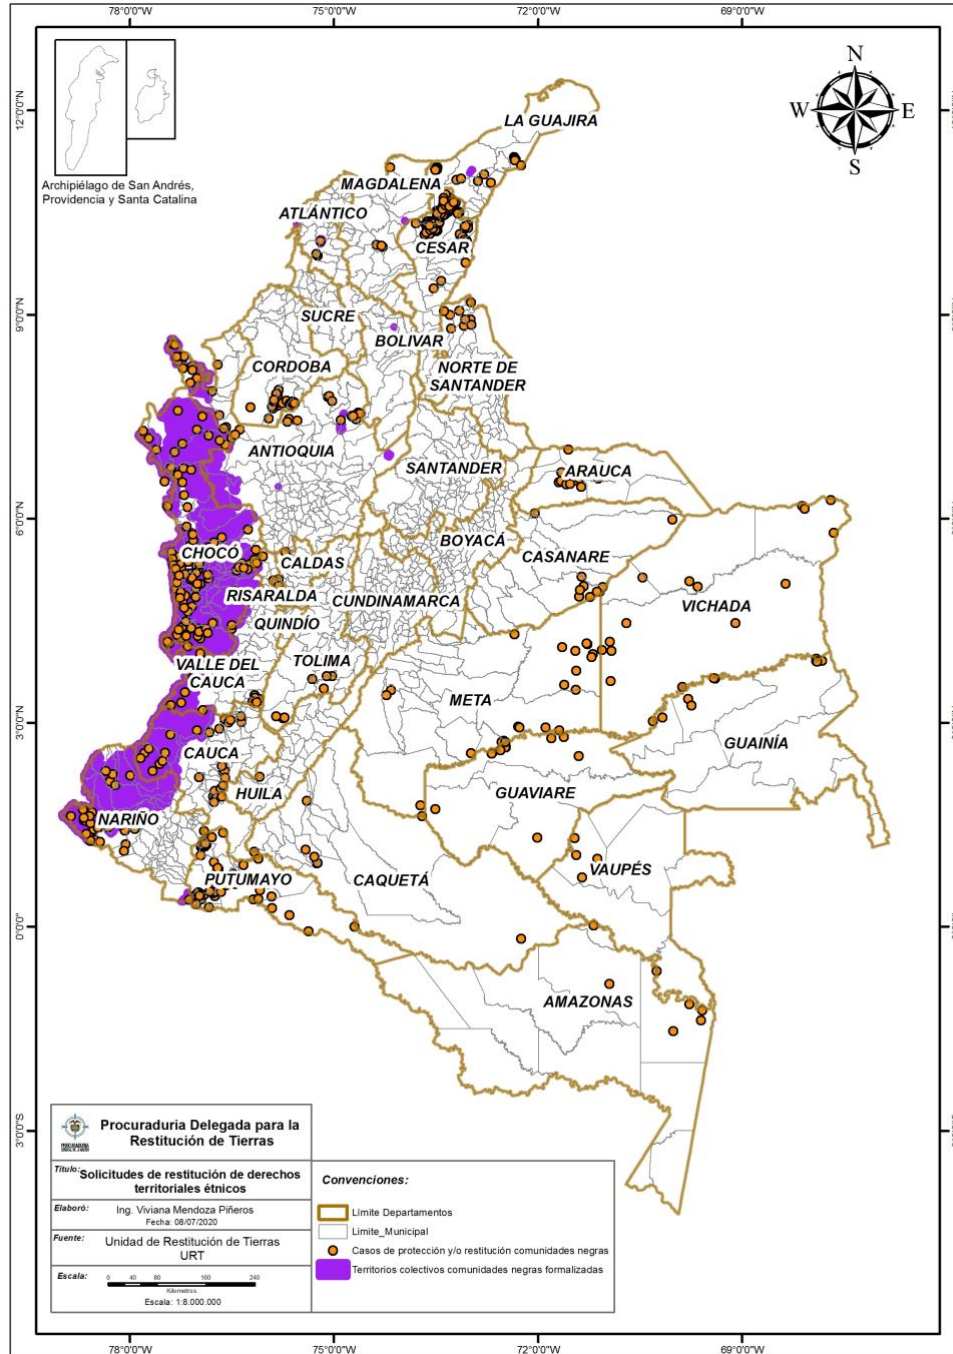 78°0'0"W
75°0'0"W
72°0'0"W
69°0'0"W
12°0'0"N
9°0'0"N
6°0'0"N
3°0'0"N
0°0'0"
3°0'0"S
N
W
E
S
Archipiélago de San Andrés,
Providencia y Santa Catalina
LA GUAJIRA
MAGDALENA
ATLÁNTICO
CESAR
SUCRE
BOLIVAR
CORDOBA
NORTE DE
SANTANDER
ANTIOQUIA
SANTANDER
ARAUCA
BOYACÁ
CHOCÓ
CALDAS
CASANARE
RISARALDA
CUNDINAMARCA
VICHADA
QUINDÍO
VALLE DEL
CAUCA
TOLIMA
META
GUAINÍA
CAUCA
HUILA
GUAVIARE
NARIÑO
PUTUMAYO
CAQUETÁ
VAUPÉS
AMAZONAS
Procuraduria Delegada para la
Restitución de Tierras
Título: Solicitudes de restitución de derechos
territoriales étnicos
Elaboró: Ing. Viviana Mendoza Piñeros
Fecha: 08/07/2020
Fuente: Unidad de Restitución de Tierras
URT
Escala: 0 40 80 160 240
Kilometros
Escala: 1:8.000.000
Convenciones:
Limite Departamentos
Limite_Municipal
Casos de protección y/o restitución comunidades negras
Territorios colectivos comunidades negras formalizadas
78°0'0"W
75°0'0"W
72°0'0"W
69°0'0"W